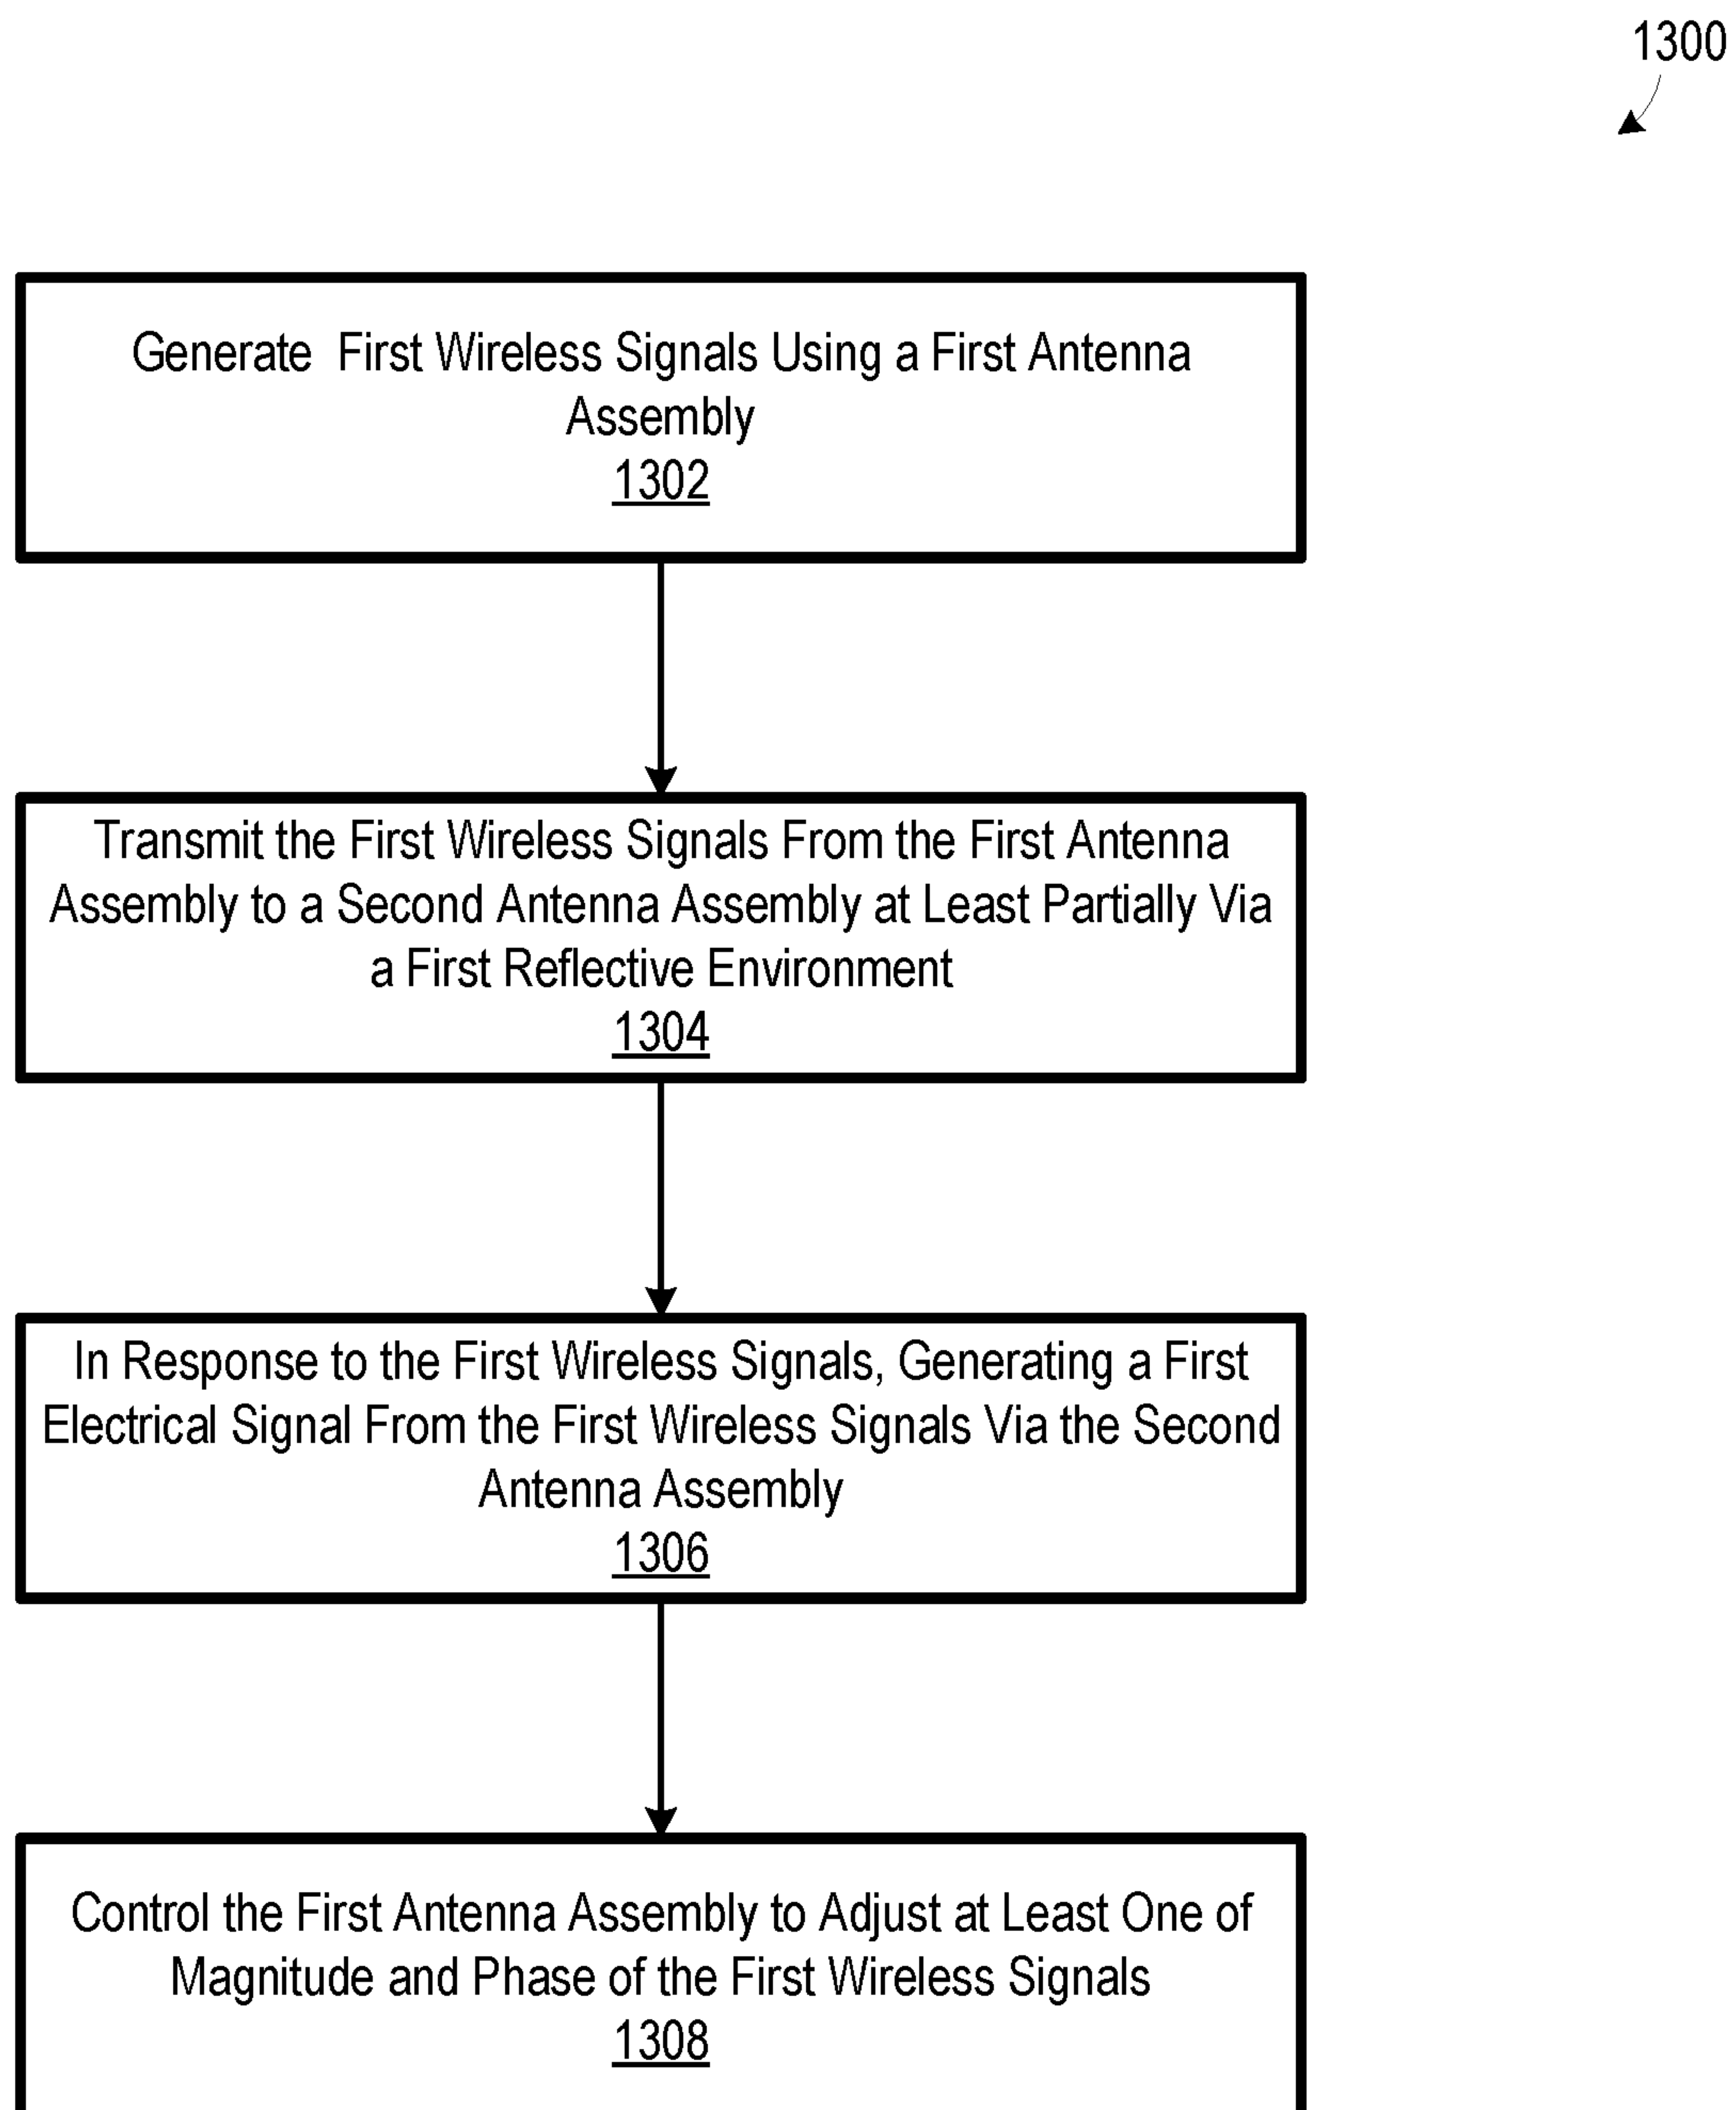 1300
Generate First Wireless Signals Using a First Antenna
Assembly
1302
Transmit the First Wireless Signals From the First Antenna
Assembly to a Second Antenna Assembly at Least Partially Via
a First Reflective Environment
1304
In Response to the First Wireless Signals, Generating a First
Electrical Signal From the First Wireless Signals Via the Second
Antenna Assembly
1306
Control the First Antenna Assembly to Adjust at Least One of
Magnitude and Phase of the First Wireless Signals
1308